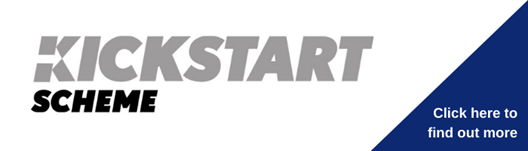 KICKSTART
SCHEME
Click here to
find out more